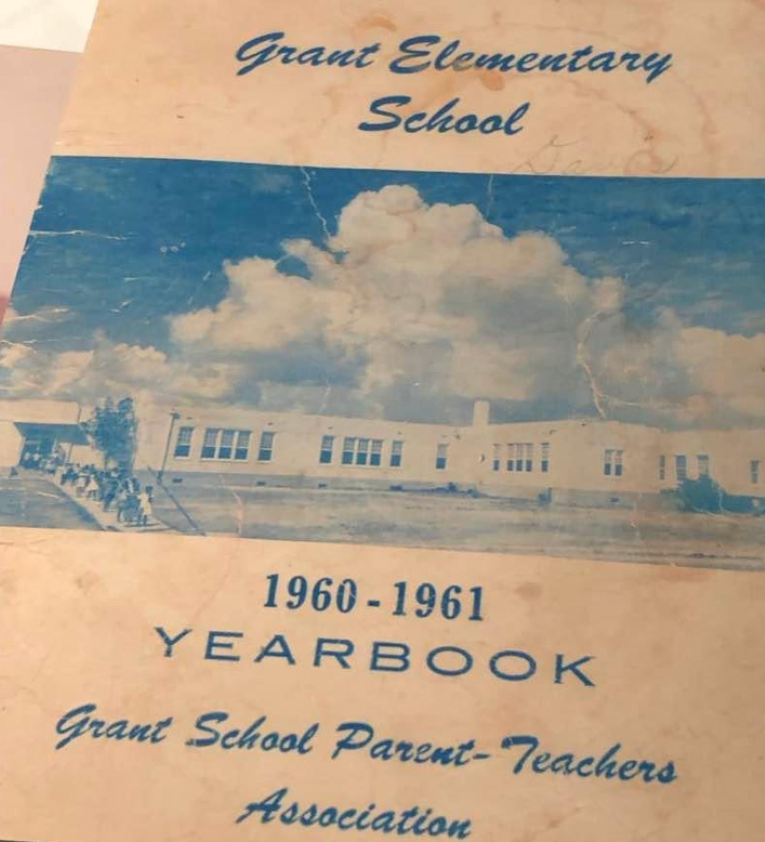 Grant Elementary
School
1960-1961
YEARBOOK
Grant School Parent-Teachers
Association